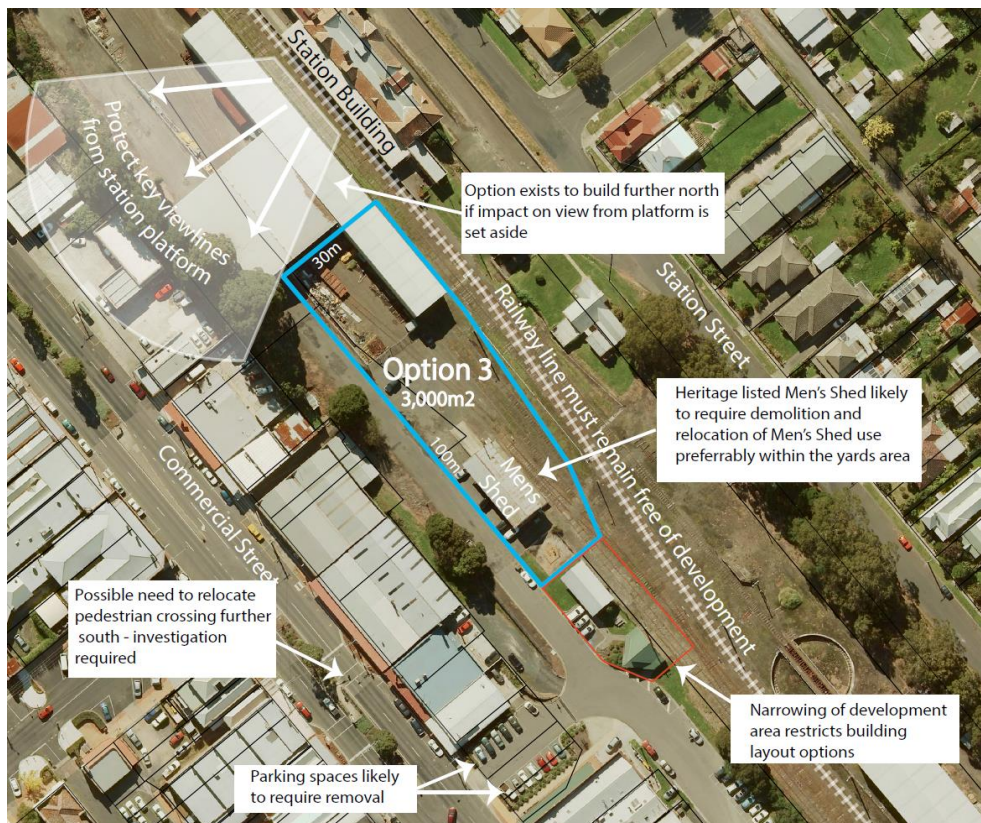 Station Building
Protect key viewlines
from station platform
Option exists to build further north
if impact on view from platform is
set aside
30m
Station Street
Option 3
3,000m2
Railway line must remain free of development
Heritage listed Men's Shed likely
to require demolition and
relocation of Men's Shed use
preferrably within the yards area
100m
Mens
Shed
Commercial Street
Possible need to relocate
pedestrian crossing further
south - investigation
required
Narrowing of development
area restricts building
layout options
Parking spaces likely
to require removal